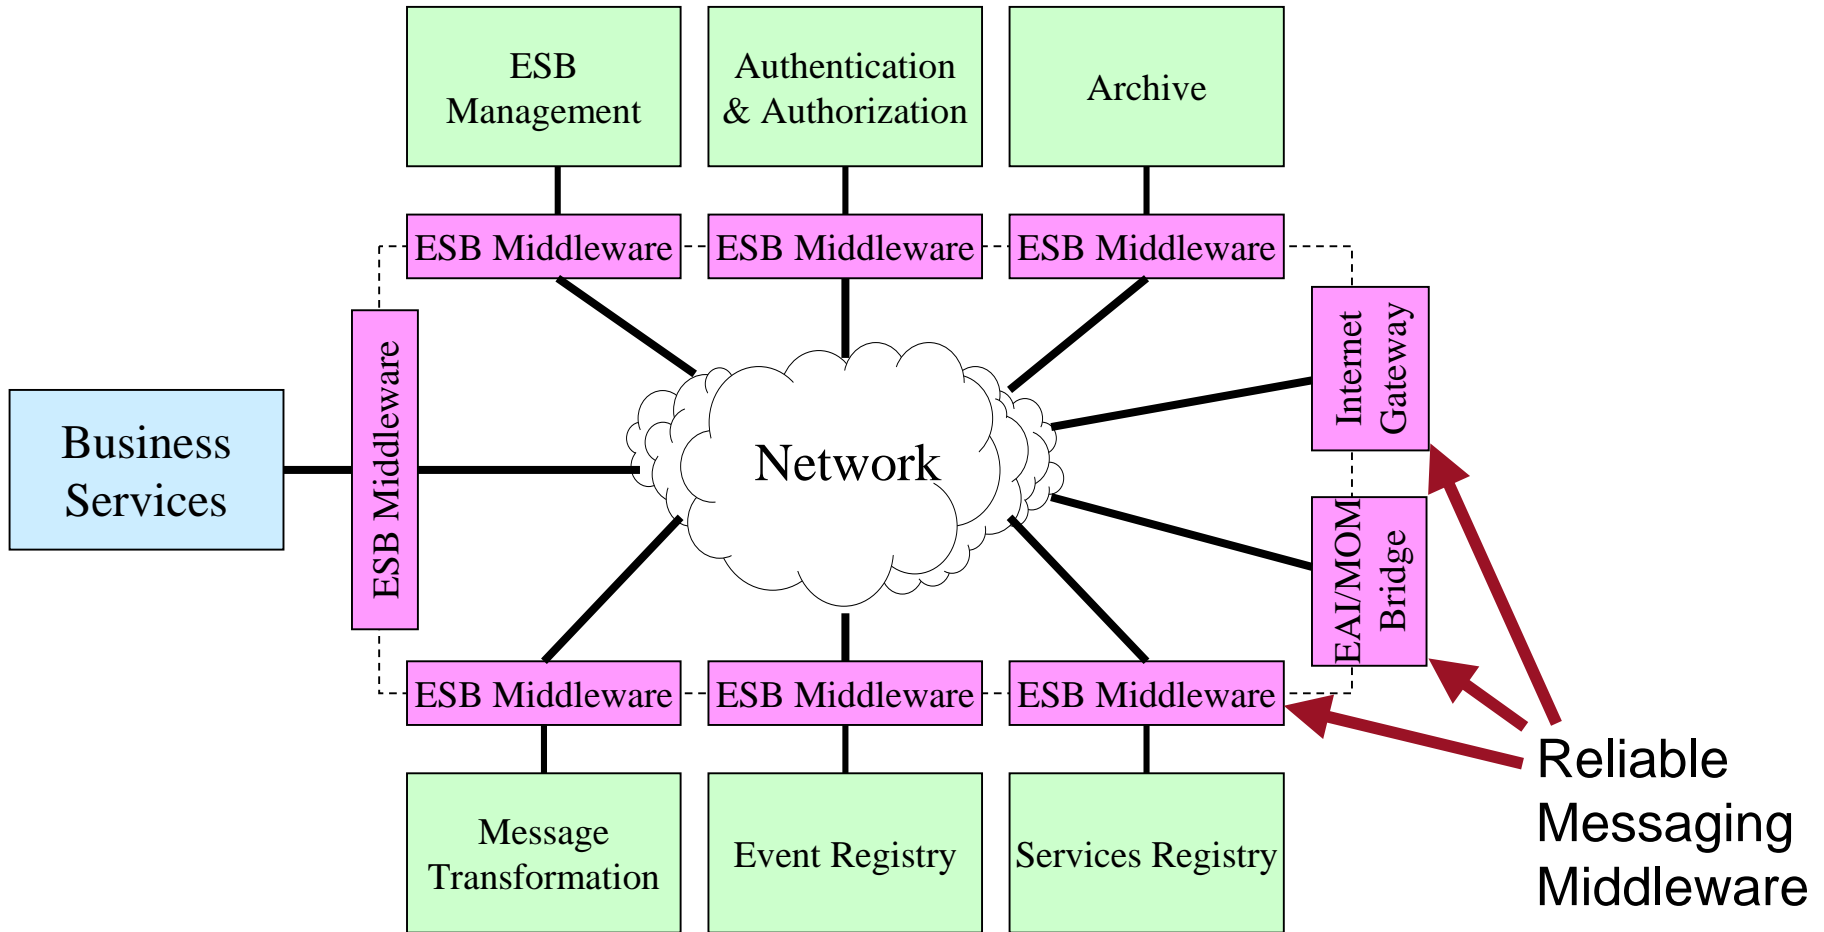 ESB
Management
Authentication
& Authorization
Archive
ESB Middleware
ESB Middleware
ESB Middleware
Business
Services
ESB Middleware
Network
Internet
Gateway
EAI/MOM
Bridge
ESB Middleware
ESB Middleware
ESB Middleware
Message
Transformation
Event Registry
Services Registry
Reliable
Messaging
Middleware